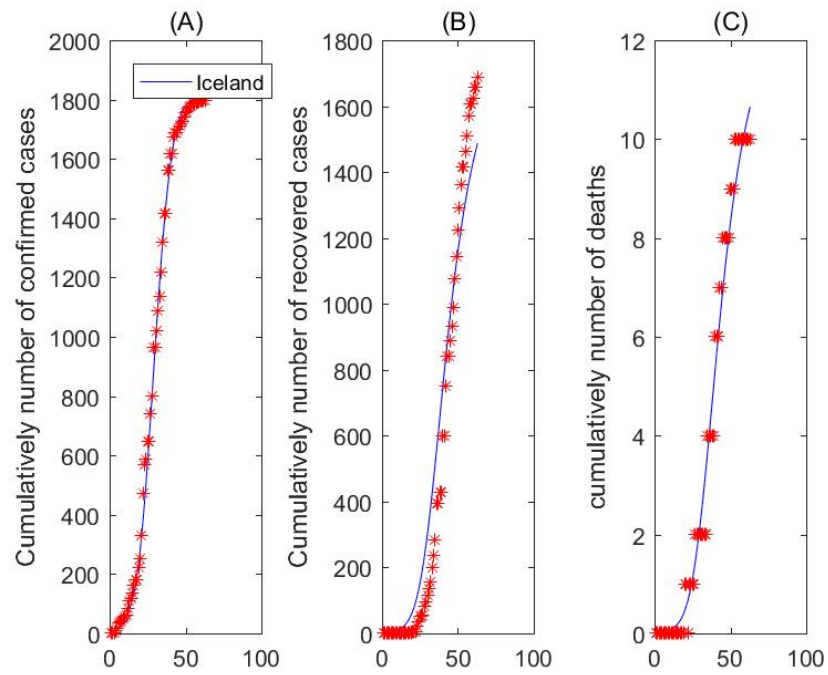 (A)
2000
1800
1600
1400
1200
1000
800
600
400
200
0
0 50 100
Cumulatively number of confirmed cases
Iceland
(B)
1800
1600
1400
1200
1000
800
600
400
200
0
0 50 100
Cumulatively number of recovered cases
(C)
12
10
8
6
4
2
0
0 50 100
cumulatively number of deaths